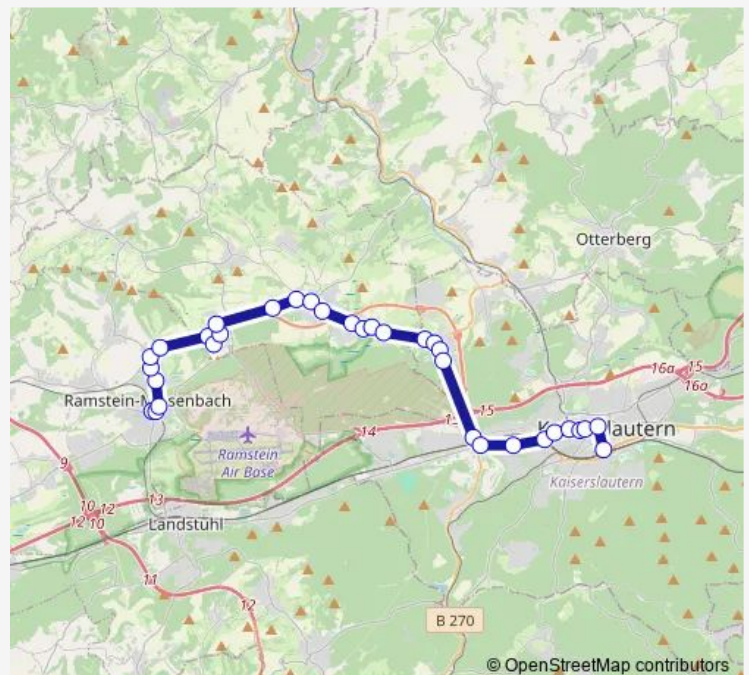 Otterberg
16a
15
16a
Ramstein-M
senbach
15
14
lautern
Ramstein
Air Base
Kaiserslautern
9
13
10
12
12
10
Landstuhl
11
12
B 270
© OpenStreetMap contributors